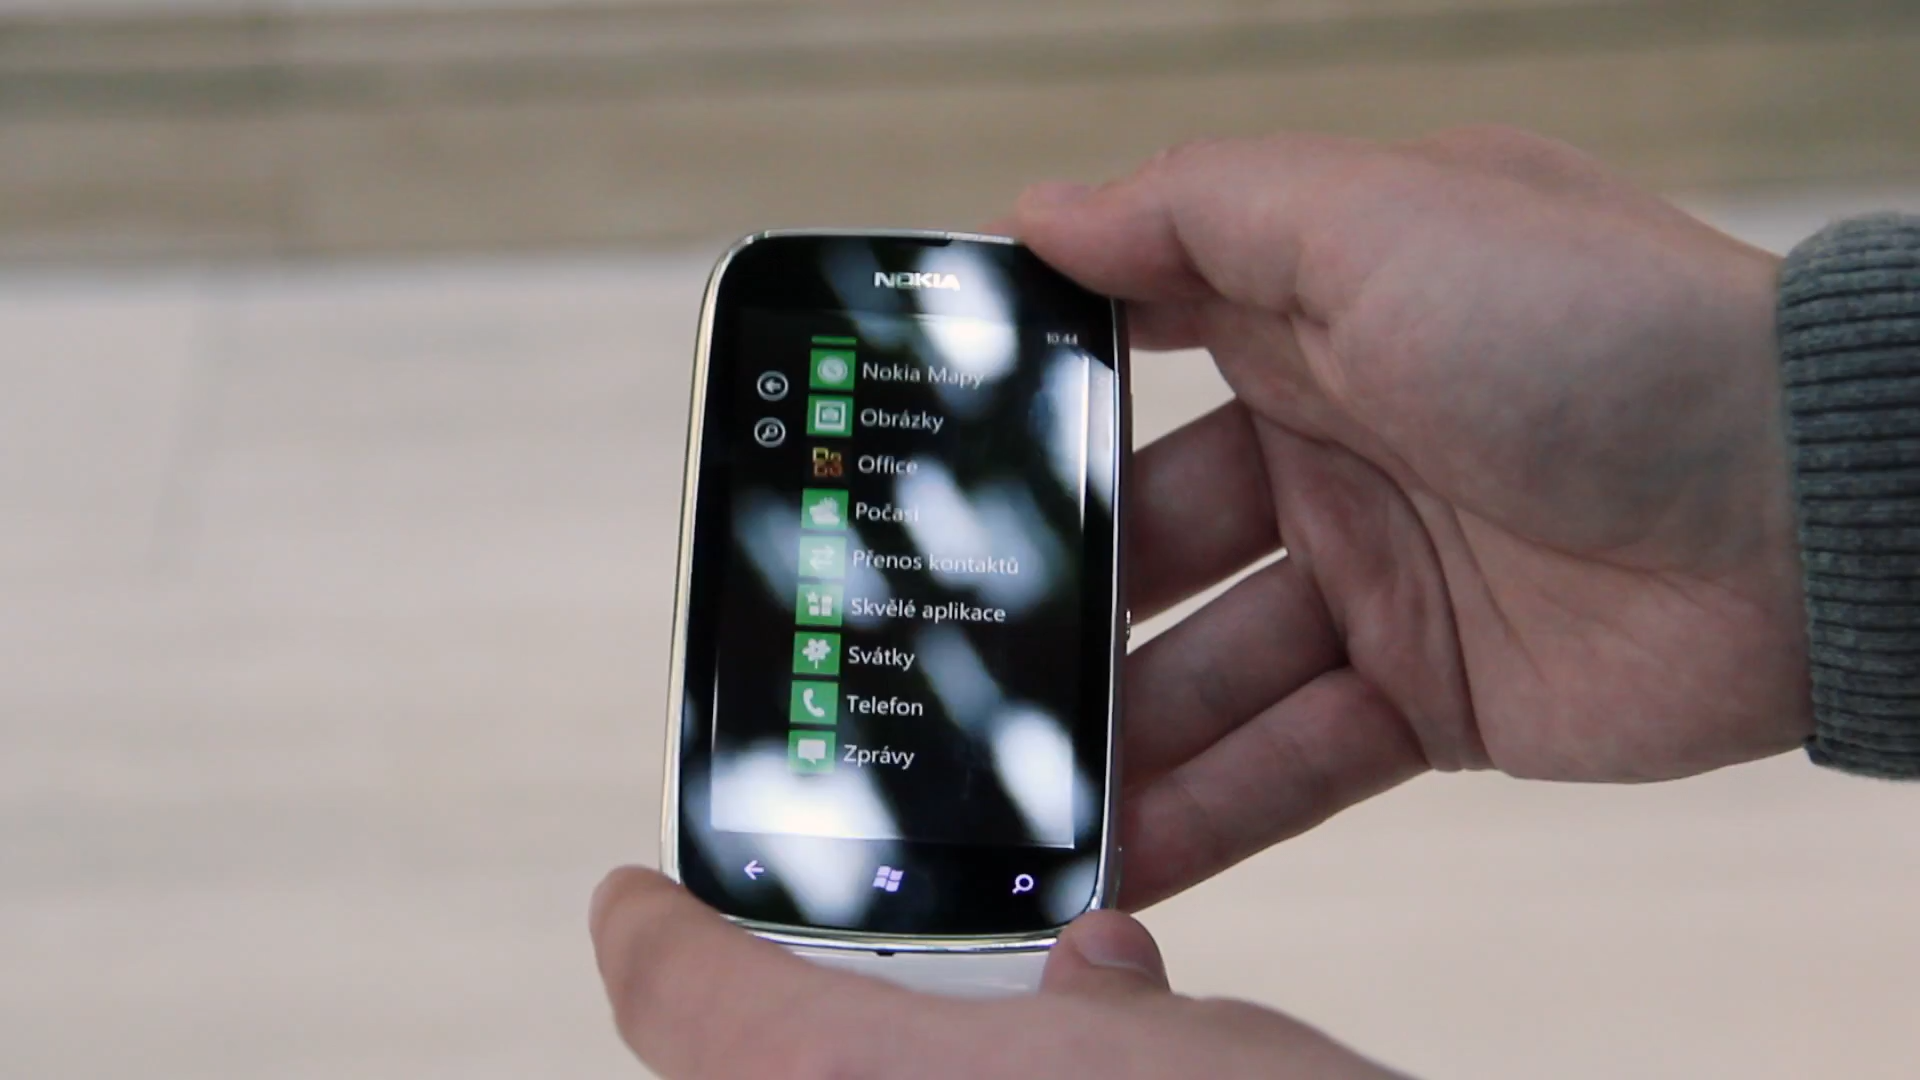 NOKIA
10:44
Nokia Mapy
Obrázky
Office
Počasí
Přenos kontaktů
Skvělé aplikace
Svátky
Telefon
Zprávy